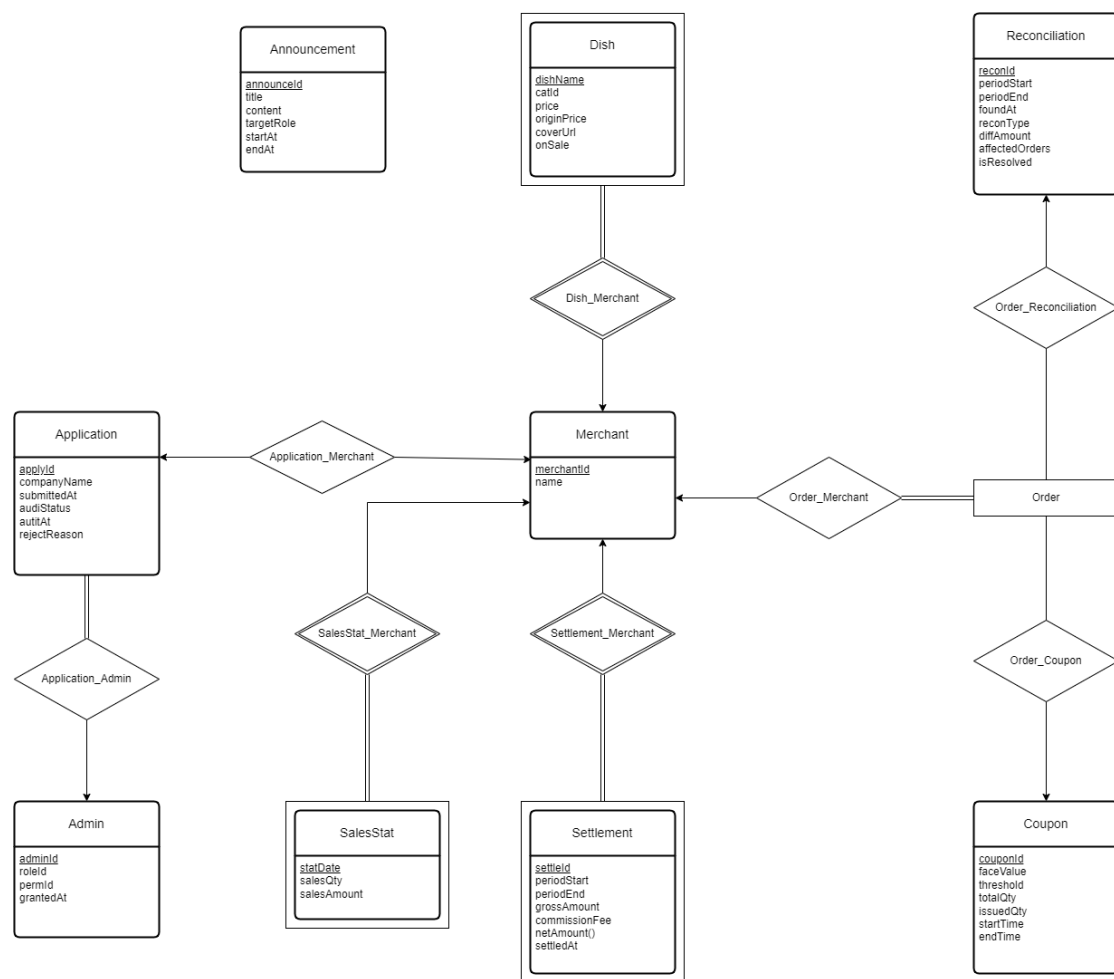 Announcement
announceId
title
content
targetRole
startAt
endAt
Dish
dishName
catId
price
originPrice
coverUrl
onSale
Reconciliation
reconId
periodStart
periodEnd
foundAt
reconType
diffAmount
affectedOrders
isResolved
Dish_Merchant
Order_Reconciliation
Application
applyId
companyName
submittedAt
audiStatus
autitAt
rejectReason
Application_Merchant
Merchant
merchantId
name
Order_Merchant
Order
Application_Admin
SalesStat_Merchant
Settlement_Merchant
Order_Coupon
Admin
adminId
roleId
permId
grantedAt
SalesStat
statDate
salesQty
salesAmount
Settlement
settleId
periodStart
periodEnd
grossAmount
commissionFee
netAmount()
settledAt
Coupon
couponId
faceValue
threshold
totalQty
issuedQty
startTime
endTime